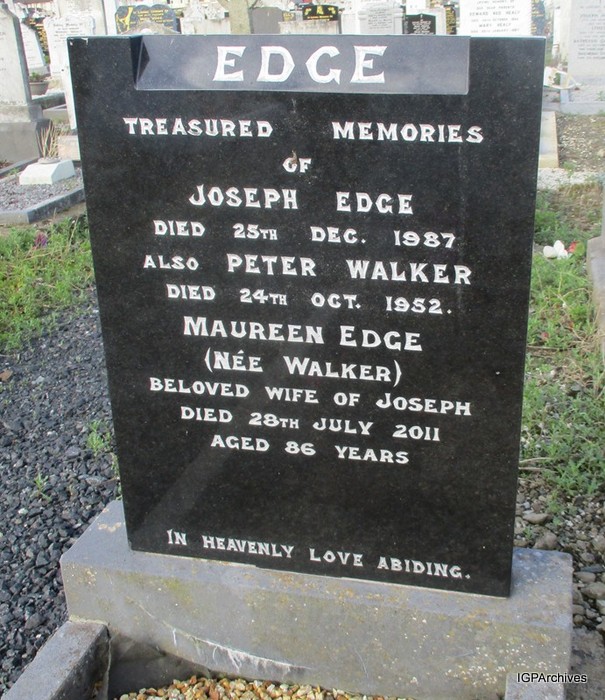 EDGE
TREASURED MEMORIES
OF
JOSEPH EDGE
DIED 25TH DEC. 1987
ALSO PETER WALKER
DIED 24TH OCT. 1952.
MAUREEN EDGE
(NÉE WALKER)
BELOVED WIFE OF JOSEPH
DIED 28TH JULY 2011
AGED 86 YEARS
IN HEAVENLY LOVE ABIDING.
IGPArchives